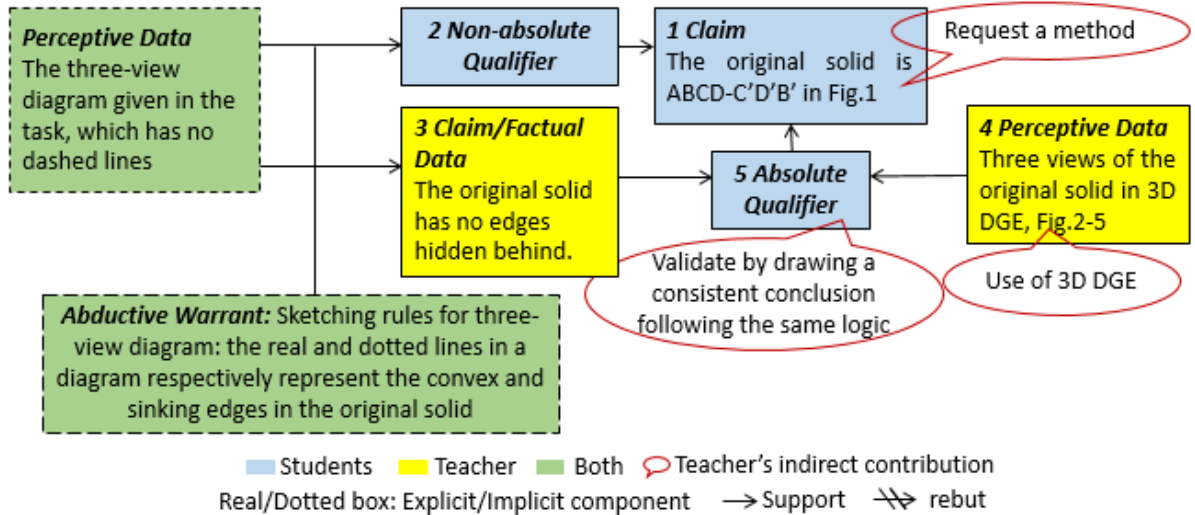 Perceptive Data
The three-view
diagram given in the
task, which has no
dashed lines
2 Non-absolute
Qualifier
1 Claim
The original solid is
ABCD-C'D'B' in Fig.1
Request a method
3 Claim/Factual
Data
The original solid
has no edges
hidden behind.
5 Absolute
Qualifier
4 Perceptive Data
Three views of the
original solid in 3D
DGE, Fig.2-5
Validate by drawing a
consistent conclusion
following the same logic
Use of 3D DGE
Abductive Warrant: Sketching rules for three-
view diagram: the real and dotted lines in a
diagram respectively represent the convex and
sinking edges in the original solid
Students Teacher Both Teacher's indirect contribution
Real/Dotted box: Explicit/Implicit component Support rebut